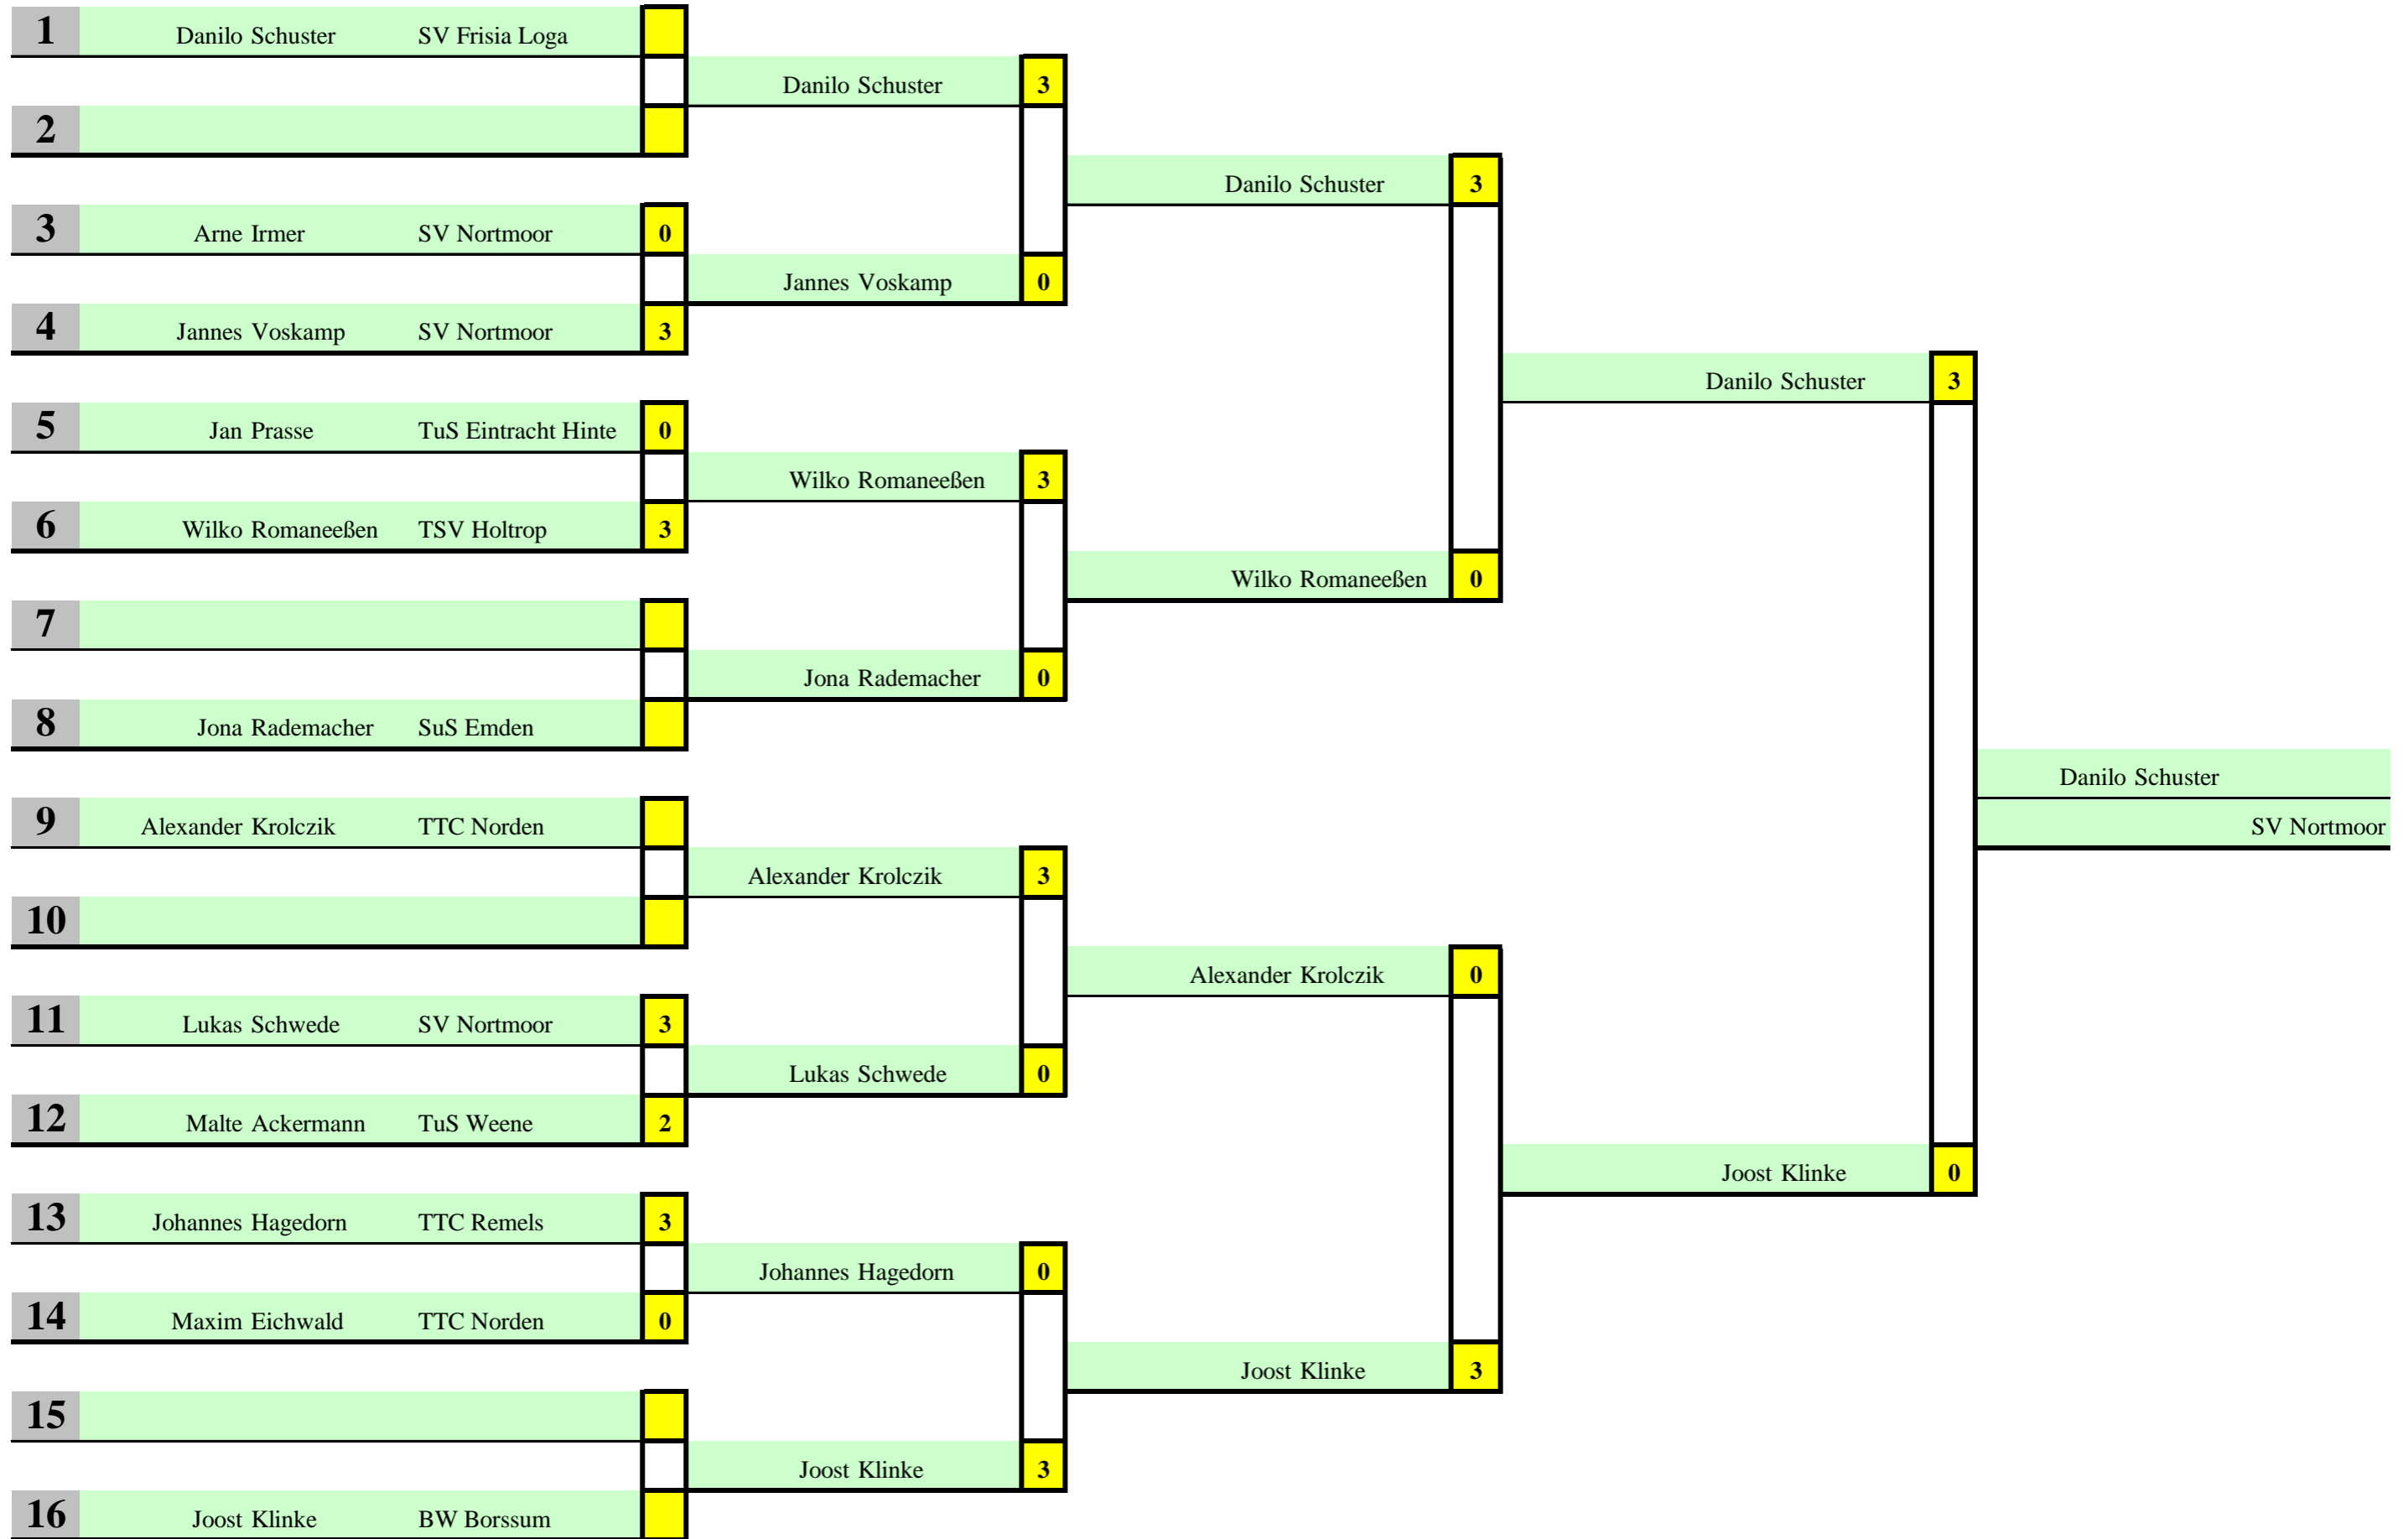 1 Danilo Schuster SV Frisia Loga
Danilo Schuster 3
2
Danilo Schuster 3
3 Arne Irmer SV Nortmoor 0
Jannes Voskamp 0
4 Jannes Voskamp SV Nortmoor 3
Danilo Schuster 3
5 Jan Prasse TuS Eintracht Hinte 0
Wilko Romaneeßen 3
6 Wilko Romaneeßen TSV Holtrop 3
Wilko Romaneeßen 0
7
Jona Rademacher 0
8 Jona Rademacher SuS Emden
Danilo Schuster
9 Alexander Krolczik TTC Norden
SV Nortmoor
Alexander Krolczik 3
10
Alexander Krolczik 0
11 Lukas Schwede SV Nortmoor 3
Lukas Schwede 0
12 Malte Ackermann TuS Weene 2
Joost Klinke 0
13 Johannes Hagedorn TTC Remels 3
Johannes Hagedorn 0
14 Maxim Eichwald TTC Norden 0
Joost Klinke 3
15
Joost Klinke 3
16 Joost Klinke BW Borssum